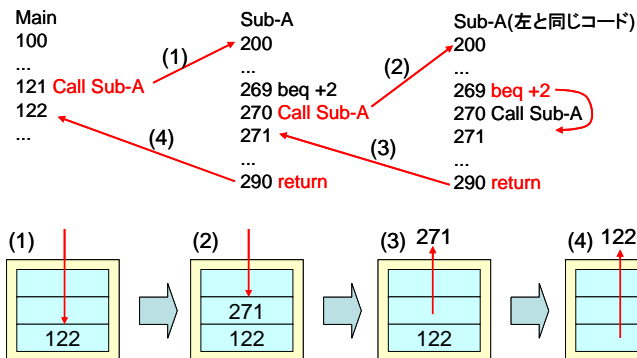 Main
100
...
121 Call Sub-A
122
...
(1)
(4)
Sub-A
200
...
269 beq +2
270 Call Sub-A
271
...
290 return
(2)
(3)
Sub-A(左と同じコード)
200
...
269 beq +2
270 Call Sub-A
271
...
290 return
(1)
122
(2)
271
122
(3)
271
122
(4)
122